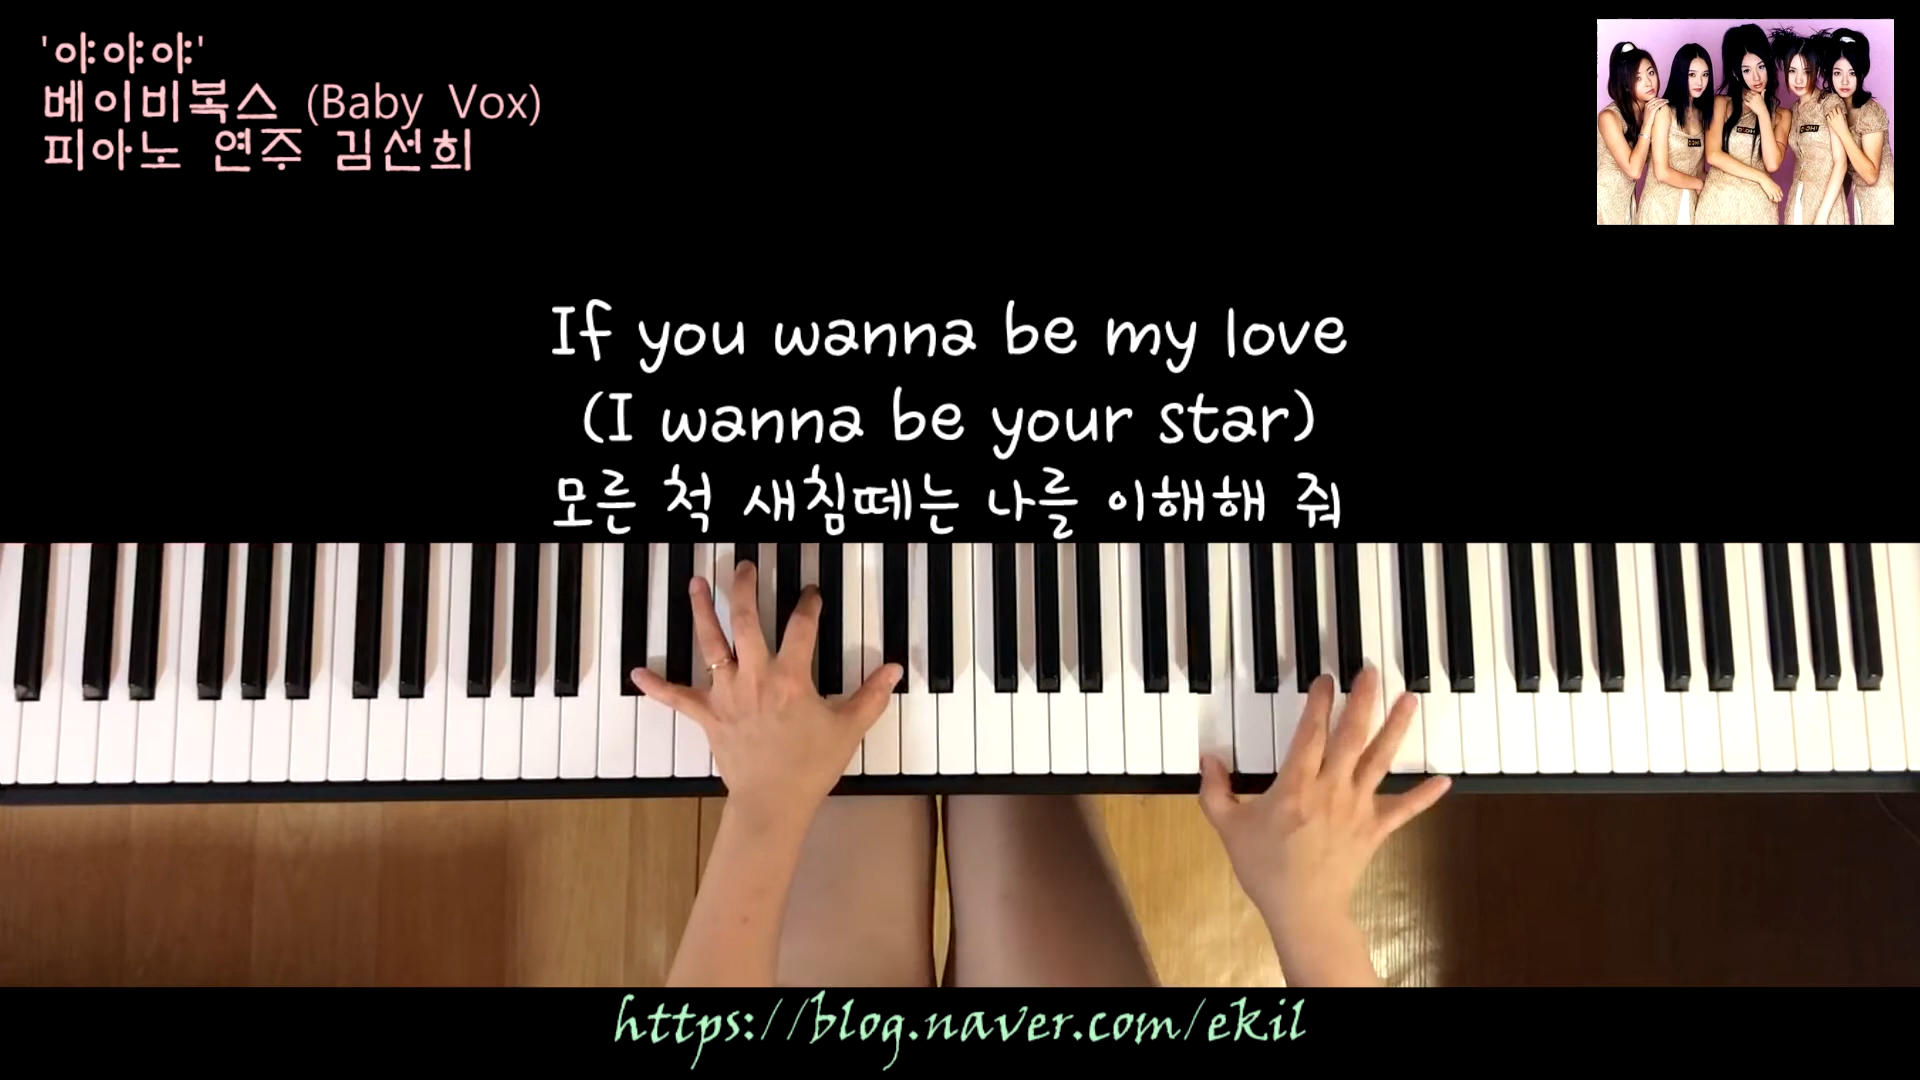 '야야야'
베이비복스 (Baby Vox)
피아노 연주 김선희
If you wanna be my love
(I wanna be your star)
모른 척 새침떼는 나를 이해해 줘
https://blog.naver.com/ekil